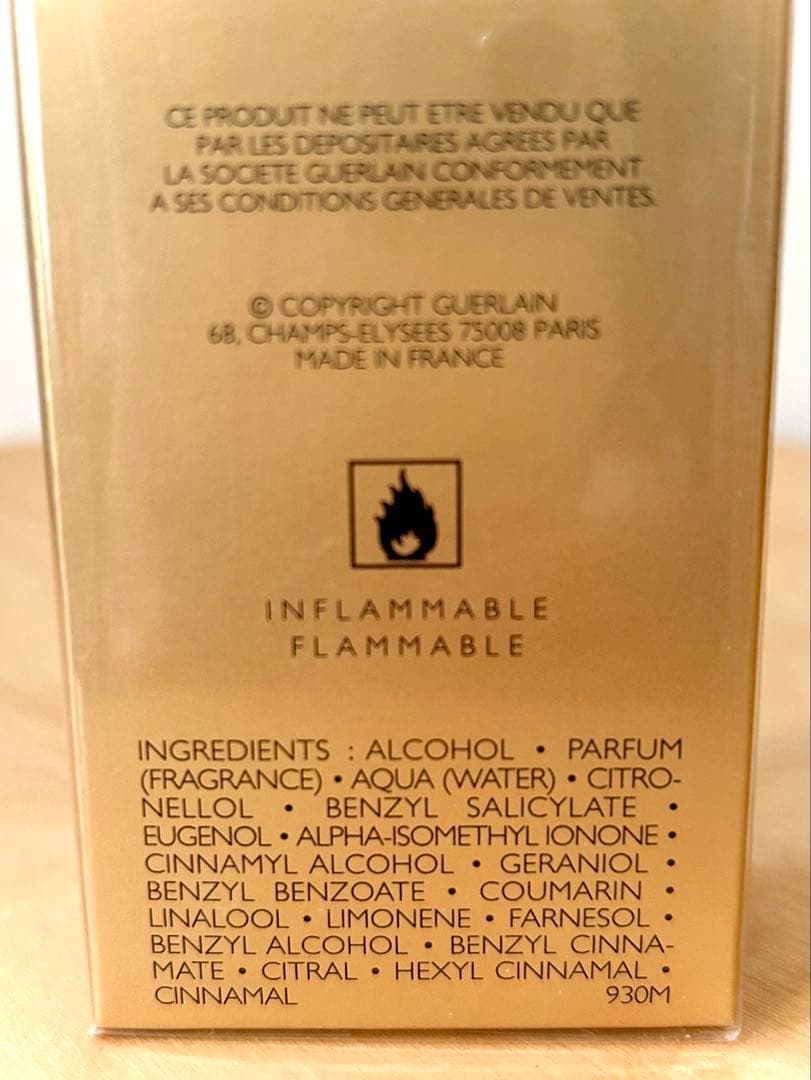 CE PRODUIT NE PEUT ETRE VENDU QUE
PAR LES DEPOSITAIRES AGREES PAR
LA SOCIETE GUERLAIN CONFORMEMENT
A SES CONDITIONS GENERALES DE VENTES.
© COPYRIGHT GUERLAIN
68, CHAMPS-ELYSEES 75008 PARIS
MADE IN FRANCE
INFLAMMABLE
FLAMMABLE
INGREDIENTS : ALCOHOL • PARFUM
(FRAGRANCE) • AQUA (WATER) • CITRO-
NELLOL • BENZYL SALICYLATE •
EUGENOL • ALPHA-ISOMETHYL IONONE •
CINNAMYL ALCOHOL • GERANIOL •
BENZYL BENZOATE • COUMARIN •
LINALOOL • LIMONENE • FARNESOL •
BENZYL ALCOHOL • BENZYL CINNA-
MATE • CITRAL • HEXYL CINNAMAL •
CINNAMAL 930M